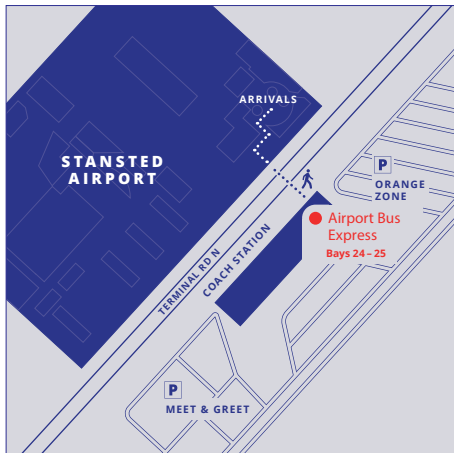 ARRIVALS
STANSTED
AIRPORT
P
ORANGE
ZONE
Airport Bus
Express
Bays 24 – 25
COACH STATION
TERMINAL RD N
P
MEET & GREET